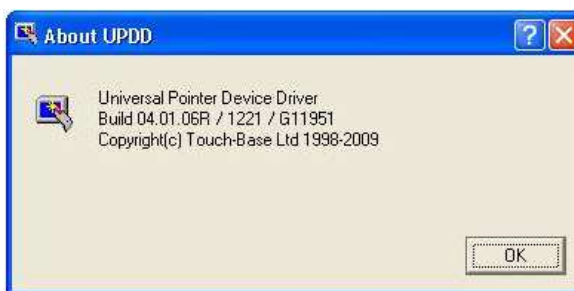 About UPDD
Universal Pointer Device Driver
Build 04.01.06R / 1221 / G11951
Copyright(c) Touch-Base Ltd 1998-2009
OK